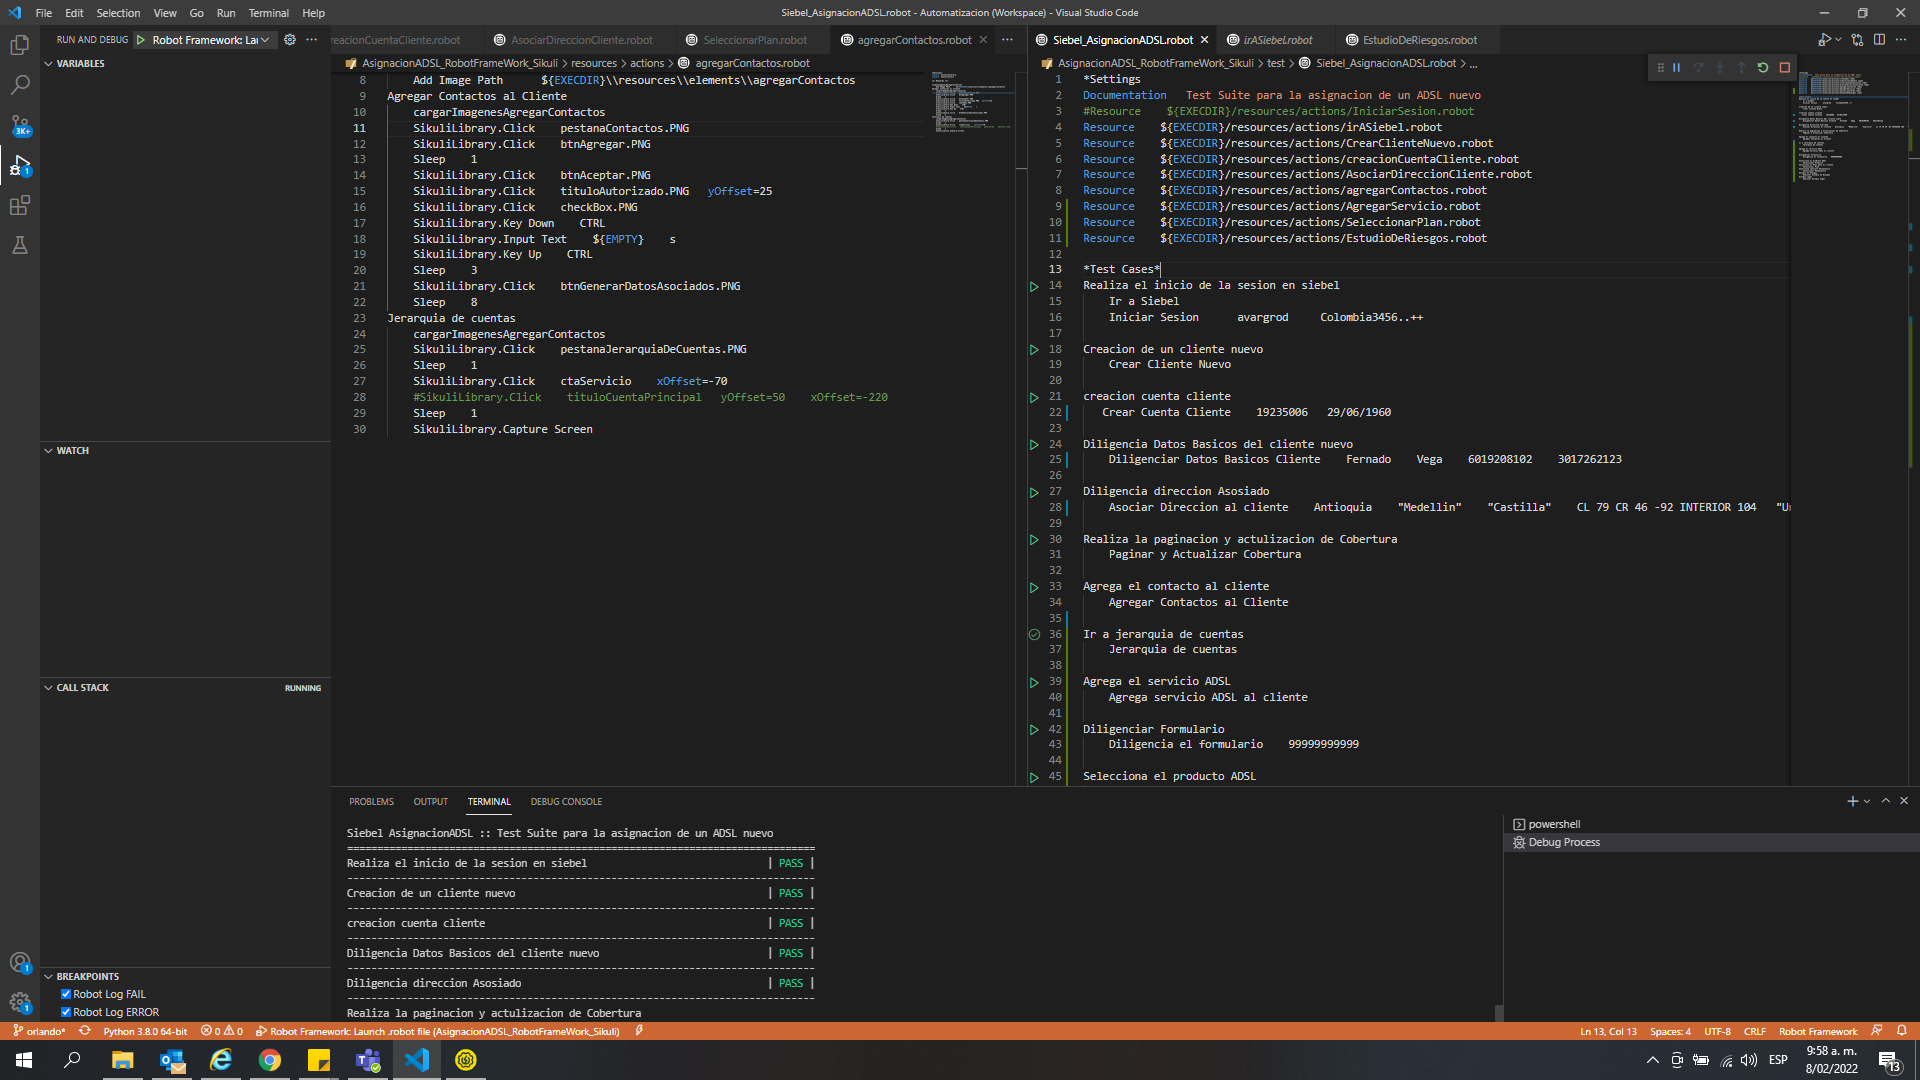 File Edit Selection View Go Run Terminal Help
Siebel_AsignacionADSL.robot - Automatizacion (Workspace) - Visual Studio Code
RUN AND DEBUG
Robot Framework: Lau
VARIABLES
WATCH
CALL STACK
RUNNING
BREAKPOINTS
Robot Log FAIL
Robot Log ERROR
3K+
1
1
1
reacionCuentaCliente.robot
AsociarDireccionCliente.robot
SeleccionarPlan.robot
agregarContactos.robot
AsignacionADSL_RobotFrameWork_Sikuli > resources > actions > agregarContactos.robot
8 Add Image Path ${EXECDIR}\\resources\\elements\\agregarContactos
9 Agregar Contactos al Cliente
10 cargarImagenesAgregarContactos
11 SikuliLibrary.Click pestanaContactos.PNG
12 SikuliLibrary.Click btnAgregar.PNG
13 Sleep 1
14 SikuliLibrary.Click btnAceptar.PNG
15 SikuliLibrary.Click tituloAutorizado.PNG yOffset=25
16 SikuliLibrary.Click checkBox.PNG
17 SikuliLibrary.Key Down CTRL
18 SikuliLibrary.Input Text ${EMPTY} s
19 SikuliLibrary.Key Up CTRL
20 Sleep 3
21 SikuliLibrary.Click btnGenerarDatosAsociados.PNG
22 Sleep 8
23 Jerarquia de cuentas
24 cargarImagenesAgregarContactos
25 SikuliLibrary.Click pestanaJerarquiaDeCuentas.PNG
26 Sleep 1
27 SikuliLibrary.Click ctaServicio xOffset=-70
28 #SikuliLibrary.Click tituloCuentaPrincipal yOffset=50 xOffset=-220
29 Sleep 1
30 SikuliLibrary.Capture Screen
Siebel_AsignacionADSL.robot
irASiebel.robot
EstudioDeRiesgos.robot
AsignacionADSL_RobotFrameWork_Sikuli > test > Siebel_AsignacionADSL.robot > ...
1 *Settings
2 Documentation Test Suite para la asignacion de un ADSL nuevo
3 #Resource ${EXECDIR}/resources/actions/IniciarSesion.robot
4 Resource ${EXECDIR}/resources/actions/irASiebel.robot
5 Resource ${EXECDIR}/resources/actions/CrearClienteNuevo.robot
6 Resource ${EXECDIR}/resources/actions/creacionCuentaCliente.robot
7 Resource ${EXECDIR}/resources/actions/AsociarDireccionCliente.robot
8 Resource ${EXECDIR}/resources/actions/agregarContactos.robot
9 Resource ${EXECDIR}/resources/actions/AgregarServicio.robot
10 Resource ${EXECDIR}/resources/actions/SeleccionarPlan.robot
11 Resource ${EXECDIR}/resources/actions/EstudioDeRiesgos.robot
12
13 *Test Cases*
14 Realiza el inicio de la sesion en siebel
15 Ir a Siebel
16 Iniciar Sesion avargrod Colombia3456..++
17
18 Creacion de un cliente nuevo
19 Crear Cliente Nuevo
20
21 creacion cuenta cliente
22 Crear Cuenta Cliente 19235006 29/06/1960
23
24 Diligencia Datos Basicos del cliente nuevo
25 Diligenciar Datos Basicos Cliente Fernado Vega 6019208102 3017262123
26
27 Diligencia direccion Asosiado
28 Asociar Direccion al cliente Antioquia "Medellin" "Castilla" CL 79 CR 46 -92 INTERIOR 104
29
30 Realiza la paginacion y actulizacion de Cobertura
31 Paginar y Actualizar Cobertura
32
33 Agrega el contacto al cliente
34 Agregar Contactos al Cliente
35
36 Ir a jerarquia de cuentas
37 Jerarquia de cuentas
38
39 Agrega el servicio ADSL
40 Agrega servicio ADSL al cliente
41
42 Diligenciar Formulario
43 Diligencia el formulario 99999999999
44
45 Selecciona el producto ADSL
PROBLEMS OUTPUT TERMINAL DEBUG CONSOLE
Siebel AsignacionADSL :: Test Suite para la asignacion de un ADSL nuevo
Realiza el inicio de la sesion en siebel | PASS |
Creacion de un cliente nuevo | PASS |
creacion cuenta cliente | PASS |
Diligencia Datos Basicos del cliente nuevo | PASS |
Diligencia direccion Asosiado | PASS |
Realiza la paginacion y actulizacion de Cobertura
powershell
Debug Process
orlando* Python 3.8.0 64-bit 0 0 Robot Framework: Launch .robot file (AsignacionADSL_RobotFrameWork_Sikuli)
Ln 13, Col 13 Spaces: 4 UTF-8 CRLF Robot Framework
ESP
9:58 a. m.
8/02/2022
13